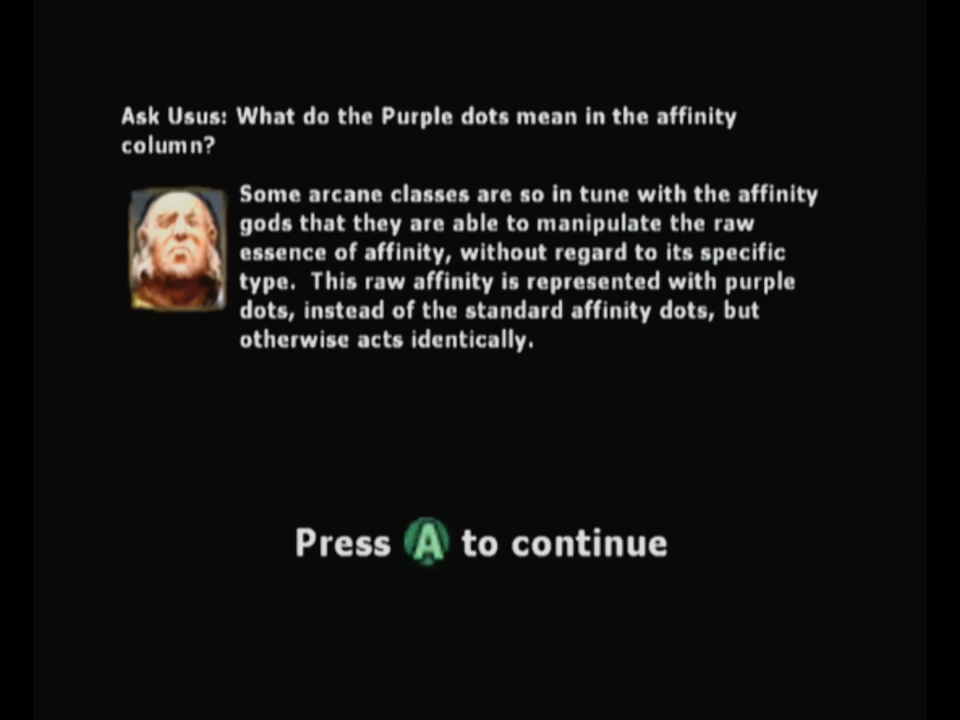 Ask Usus: What do the Purple dots mean in the affinity
column?
Some arcane classes are so in tune with the affinity
gods that they are able to manipulate the raw
essence of affinity, without regard to its specific
type.  This raw affinity is represented with purple
dots, instead of the standard affinity dots, but
otherwise acts identically.
Press A to continue